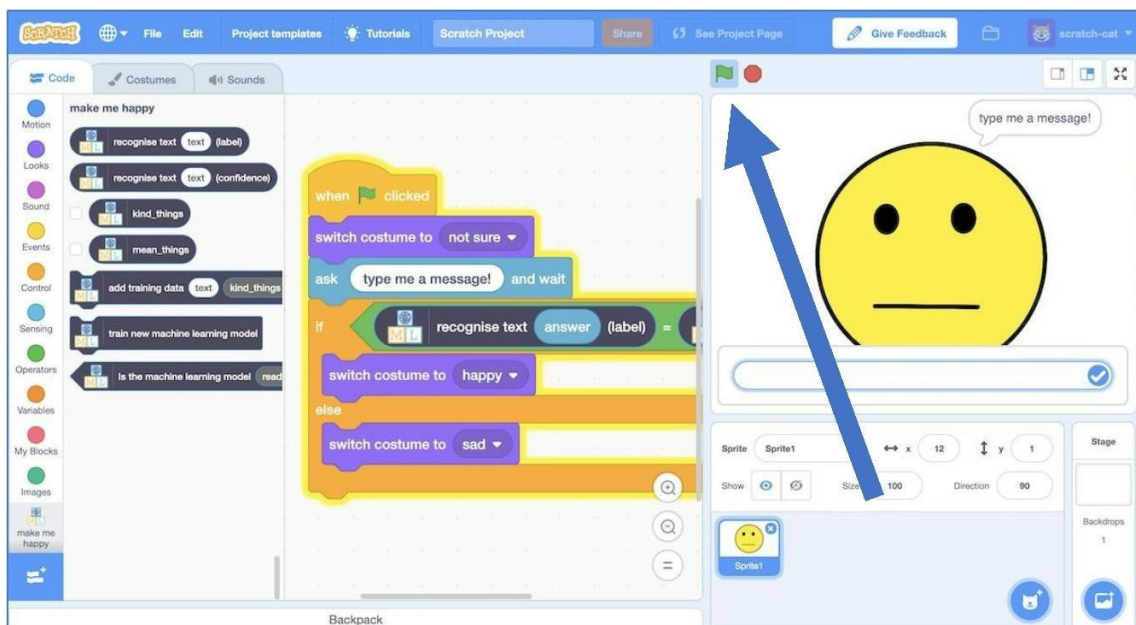 SCRATCH File Edit Project templates Tutorials Scratch Project Share See Project Page Give Feedback scratch-cat
Code Costumes Sounds
Motion
Looks
Sound
Events
Control
Sensing
Operators
Variables
My Blocks
Images
make me
happy
make me happy
recognise text text (label)
recognise text text (confidence)
kind_things
mean_things
add training data text kind_things
train new machine learning model
Is the machine learning model
when clicked
switch costume to not sure
ask type me a message! and wait
if ML recognise text answer (label) =
switch costume to happy
else
switch costume to sad
Backpack
type me a message!
Sprite Sprite1 x 12 y 1
Show 100 Direction 90
Sprite1
Stage
Backdrops
1